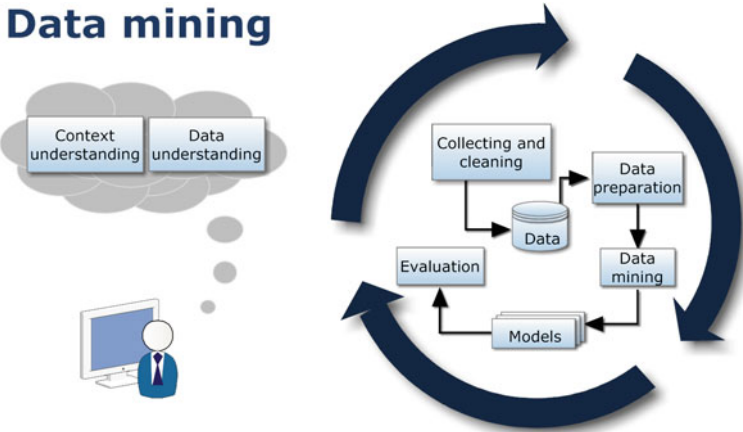 Data mining
Context
understanding
Data
understanding
Collecting and
cleaning
Data
Data
preparation
Data
mining
Models
Evaluation